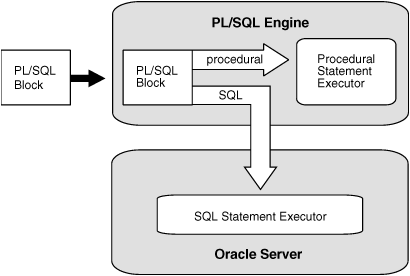 PL/SQL Engine
PL/SQL
Block
PL/SQL
Block
procedural
SQL
Procedural
Statement
Executor
SQL Statement Executor
Oracle Server